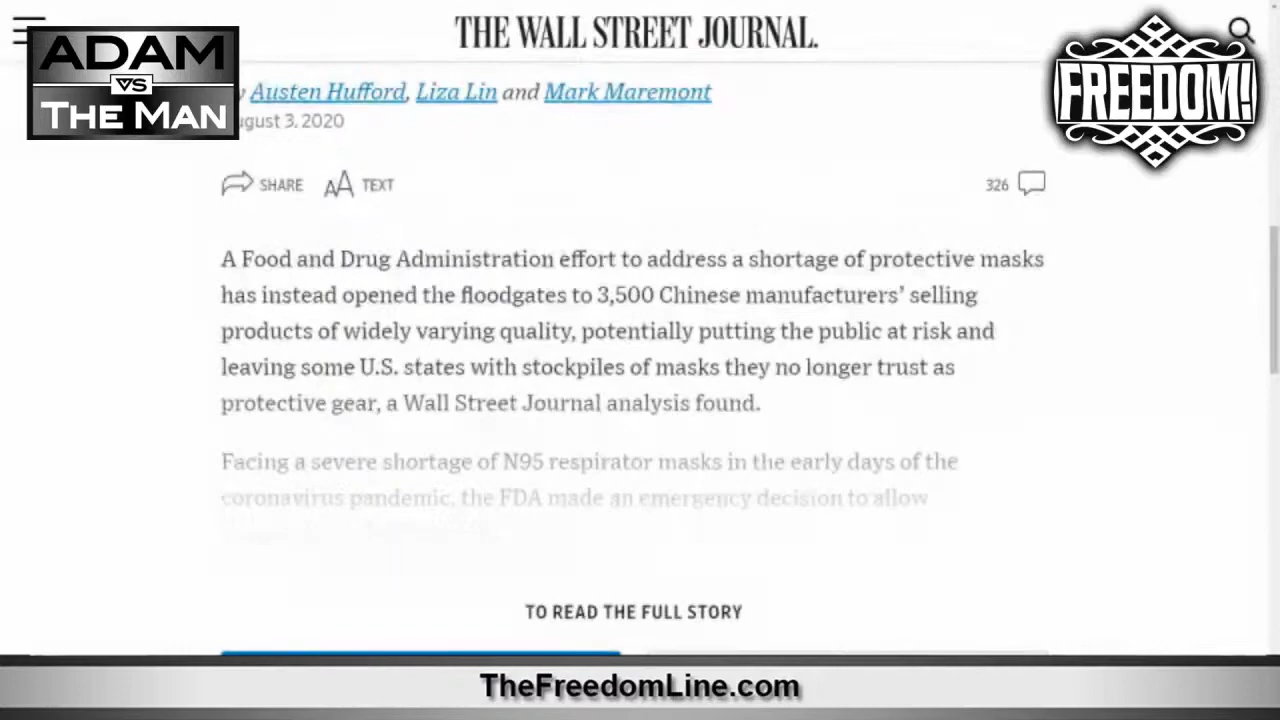 THE WALL STREET JOURNAL.
ADAM
VS
THE MAN
FREEDOM!
Austen Hufford, Liza Lin and Mark Maremont
ugust 3, 2020
SHARE
TEXT
326
A Food and Drug Administration effort to address a shortage of protective masks
has instead opened the floodgates to 3,500 Chinese manufacturers’ selling
products of widely varying quality, potentially putting the public at risk and
leaving some U.S. states with stockpiles of masks they no longer trust as
protective gear, a Wall Street Journal analysis found.
Facing a severe shortage of N95 respirator masks in the early days of the
coronavirus pandemic, the FDA made an emergency decision to allow
TO READ THE FULL STORY
TheFreedomLine.com